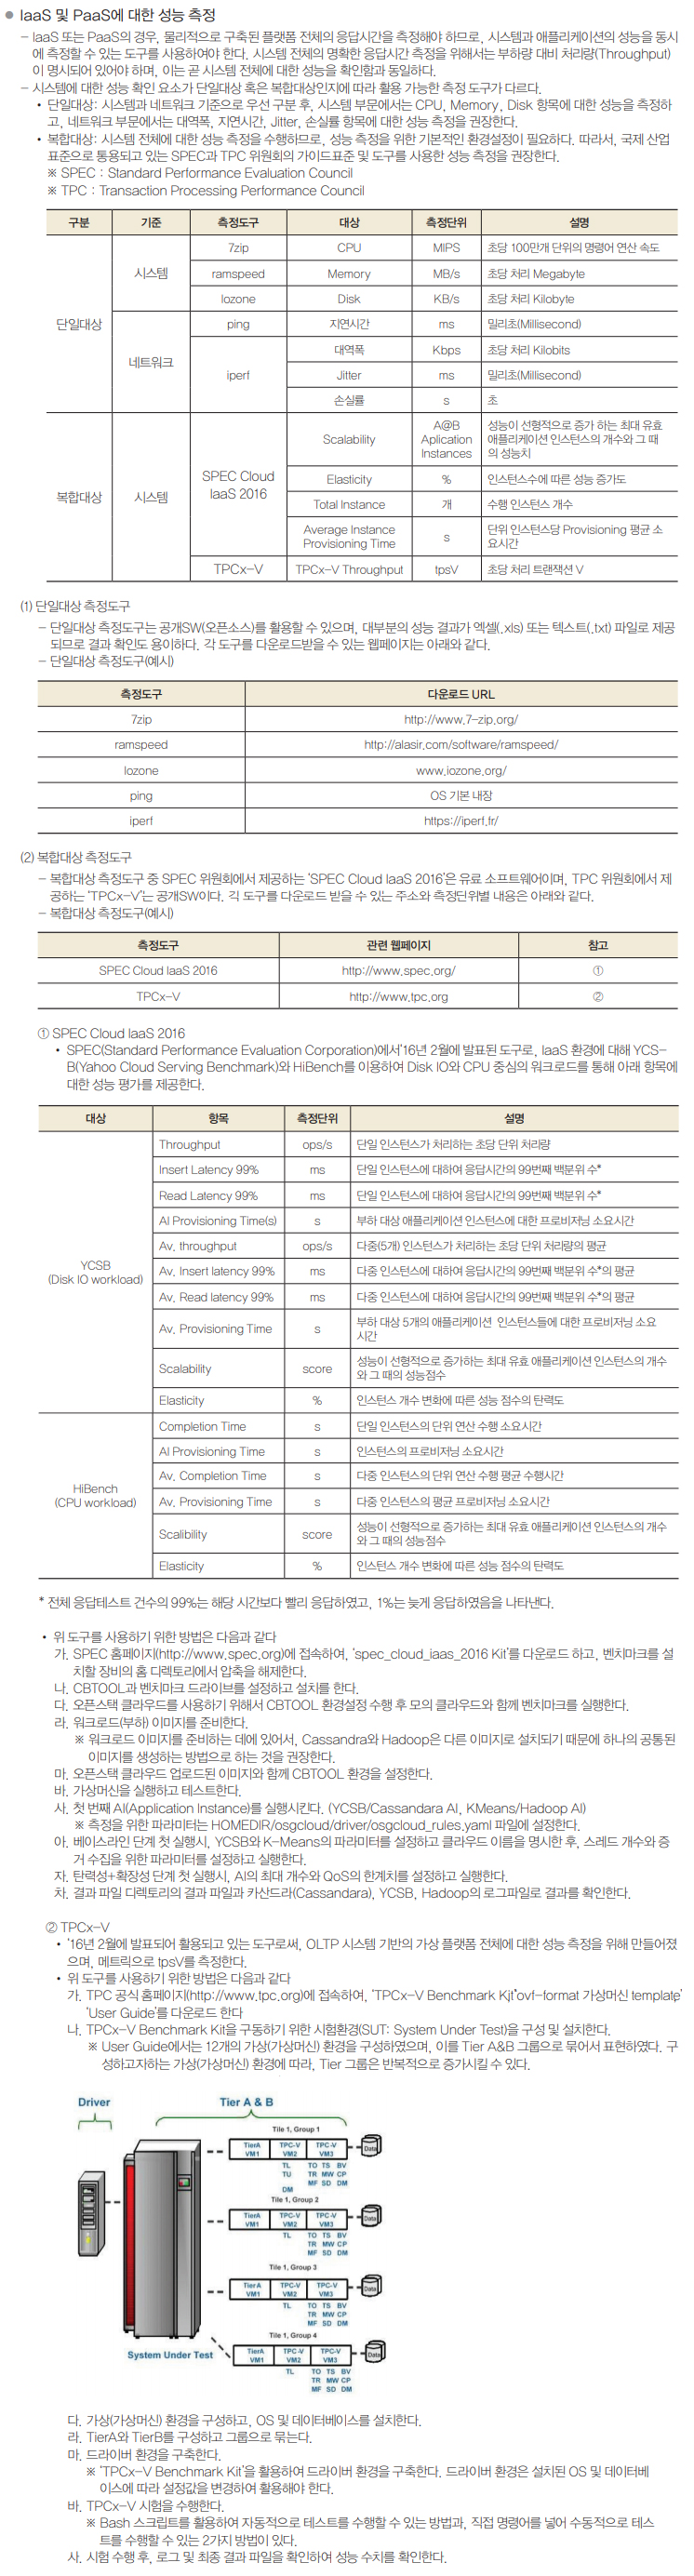 ● IaaS 및 PaaS에 대한 성능 측정
– IaaS 또는 PaaS의 경우, 물리적으로 구축된 플랫폼 전체의 응답시간을 측정해야 하므로, 시스템과 애플리케이션의 성능을 동시
에 측정할 수 있는 도구를 사용하여야 한다. 시스템 전체의 명확한 응답시간 측정을 위해서는 부하량 대비 처리량(Throughput)
이 명시되어 있어야 하며, 이는 곧 시스템 전체에 대한 성능을 확인함과 동일하다.
– 시스템에 대한 성능 확인 요소가 단일대상 혹은 복합대상인지에 따라 활용 가능한 측정 도구가 다르다.
• 단일대상: 시스템과 네트워크 기준으로 우선 구분 후, 시스템 부문에서는 CPU, Memory, Disk 항목에 대한 성능을 측정하
고, 네트워크 부문에서는 대역폭, 지연시간, Jitter, 손실률 항목에 대한 성능 측정을 권장한다.
• 복합대상: 시스템 전체에 대한 성능 측정을 수행하므로, 성능 측정을 위한 기본적인 환경설정이 필요하다. 따라서, 국제 산업
표준으로 통용되고 있는 SPEC과 TPC 위원회의 가이드표준 및 도구를 사용한 성능 측정을 권장한다.
※ SPEC : Standard Performance Evaluation Council
※ TPC : Transaction Processing Performance Council
구분 기준 측정도구 대상 측정단위 설명
단일대상 시스템 7zip CPU MIPS 초당 100만개 단위의 명령어 연산 속도
ramspeed Memory MB/s 초당 처리 Megabyte
Iozone Disk KB/s 초당 처리 Kilobyte
네트워크 ping 지연시간 ms 밀리초(Millisecond)
iperf 대역폭 Kbps 초당 처리 Kilobits
Jitter ms 밀리초(Millisecond)
손실률 s 초
복합대상 시스템 SPEC Cloud
IaaS 2016
Scalability
A@B
Aplication
Instances
성능이 선형적으로 증가 하는 최대 유효
애플리케이션 인스턴스의 개수와 그 때
의 성능치
Elasticity % 인스턴스수에 따른 성능 증가도
Total Instance 개 수행 인스턴스 개수
Average Instance
Provisioning Time
s
단위 인스턴스당 Provisioning 평균 소
요시간
TPCx-V TPCx-V Throughput tpsV 초당 처리 트랜잭션 V
(1) 단일대상 측정도구
– 단일대상 측정도구는 공개SW(오픈소스)를 활용할 수 있으며, 대부분의 성능 결과가 엑셀(.xls) 또는 텍스트(.txt) 파일로 제공
되므로 결과 확인도 용이하다. 각 도구를 다운로드받을 수 있는 웹페이지는 아래와 같다.
– 단일대상 측정도구(예시)
측정도구 다운로드 URL
7zip http://www.7-zip.org/
ramspeed http://alasir.com/software/ramspeed/
Iozone www.iozone.org/
ping OS 기본 내장
iperf https://iperf.fr/
(2) 복합대상 측정도구
– 복합대상 측정도구 중 SPEC 위원회에서 제공하는 'SPEC Cloud IaaS 2016'은 유료 소프트웨어이며, TPC 위원회에서 제
공하는 'TPCx-V'는 공개SW이다. 각 도구를 다운로드 받을 수 있는 주소와 측정단위별 내용은 아래와 같다.
– 복합대상 측정도구(예시)
측정도구 관련 웹페이지 참고
SPEC Cloud IaaS 2016 http://www.spec.org/ ①
TPCx-V http://www.tpc.org ②
① SPEC Cloud IaaS 2016
• SPEC(Standard Performance Evaluation Corporation)에서'16년 2월에 발표된 도구로, IaaS 환경에 대해 YCS-
B(Yahoo Cloud Serving Benchmark)와 HiBench를 이용하여 Disk IO와 CPU 중심의 워크로드를 통해 아래 항목에
대한 성능 평가를 제공한다.
대상 항목 측정단위 설명
YCSB
(Disk IO workload)
Throughput ops/s 단일 인스턴스가 처리하는 초당 단위 처리량
Insert Latency 99% ms 단일 인스턴스에 대하여 응답시간의 99번째 백분위 수*
Read Latency 99% ms 단일 인스턴스에 대하여 응답시간의 99번째 백분위 수*
AI Provisioning Time(s) s 부하 대상 애플리케이션 인스턴스에 대한 프로비저닝 소요시간
Av. throughput ops/s 다중(5개) 인스턴스가 처리하는 초당 단위 처리량의 평균
Av. Insert latency 99% ms 다중 인스턴스에 대하여 응답시간의 99번째 백분위 수*의 평균
Av. Read latency 99% ms 다중 인스턴스에 대하여 응답시간의 99번째 백분위 수*의 평균
Av. Provisioning Time s 부하 대상 5개의 애플리케이션 인스턴스들에 대한 프로비저닝 소요
시간
Scalability score 성능이 선형적으로 증가하는 최대 유효 애플리케이션 인스턴스의 개수
와 그 때의 성능점수
Elasticity % 인스턴스 개수 변화에 따른 성능 점수의 탄력도
HiBench
(CPU workload)
Completion Time s 단일 인스턴스의 단위 연산 수행 소요시간
AI Provisioning Time s 인스턴스의 프로비저닝 소요시간
Av. Completion Time s 다중 인스턴스의 단위 연산 수행 평균 수행시간
Av. Provisioning Time s 다중 인스턴스의 평균 프로비저닝 소요시간
Scalibility score 성능이 선형적으로 증가하는 최대 유효 애플리케이션 인스턴스의 개수
와 그 때의 성능점수
Elasticity % 인스턴스 개수 변화에 따른 성능 점수의 탄력도
* 전체 응답테스트 건수의 99%는 해당 시간보다 빨리 응답하였고, 1%는 늦게 응답하였음을 나타낸다.
• 위 도구를 사용하기 위한 방법은 다음과 같다
가. SPEC 홈페이지(http://www.spec.org)에 접속하여, 'spec_cloud_iaas_2016 Kit'를 다운로드 하고, 벤치마크를 설
치할 장비의 홈 디렉토리에서 압축을 해제한다.
나. CBTOOL과 벤치마크 드라이브를 설정하고 설치를 한다.
다. 오픈스택 클라우드를 사용하기 위해서 CBTOOL 환경설정 수행 후 모의 클라우드와 함께 벤치마크를 실행한다.
라. 워크로드(부하) 이미지를 준비한다.
※ 워크로드 이미지를 준비하는 데에 있어서, Cassandra와 Hadoop은 다른 이미지로 설치되기 때문에 하나의 공통된
이미지를 생성하는 방법으로 하는 것을 권장한다.
마. 오픈스택 클라우드 업로드된 이미지와 함께 CBTOOL 환경을 설정한다.
바. 가상머신을 실행하고 테스트한다.
사. 첫 번째 AI(Application Instance)를 실행시킨다. (YCSB/Cassandara AI, KMeans/Hadoop AI)
※ 측정을 위한 파라미터는 HOMEDIR/osgcloud/driver/osgcloud_rules.yaml 파일에 설정한다.
아. 베이스라인 단계 첫 실행시, YCSB와 K-Means의 파라미터를 설정하고 클라우드 이름을 명시한 후, 스레드 개수와 증
거 수집을 위한 파라미터를 설정하고 실행한다.
자. 탄력성+확장성 단계 첫 실행시, AI의 최대 개수와 QoS의 한계치를 설정하고 실행한다.
차. 결과 파일 디렉토리의 결과 파일과 카산드라(Cassandara), YCSB, Hadoop의 로그파일로 결과를 확인한다.
② TPCx-V
• '16년 2월에 발표되어 활용되고 있는 도구로써, OLTP 시스템 기반의 가상 플랫폼 전체에 대한 성능 측정을 위해 만들어졌
으며, 메트릭으로 tpsV를 측정한다.
• 위 도구를 사용하기 위한 방법은 다음과 같다
가. TPC 공식 홈페이지(http://www.tpc.org)에 접속하여, 'TPCx-V Benchmark Kit'ovf-format 가상머신 template'
'User Guide'를 다운로드 한다
나. TPCx-V Benchmark Kit을 구동하기 위한 시험환경(SUT: System Under Test)을 구성 및 설치한다.
※ User Guide에서는 12개의 가상(가상머신) 환경을 구성하였으며, 이를 Tier A&B 그룹으로 묶어서 표현하였다. 구
성하고자하는 가상(가상머신) 환경에 따라, Tier 그룹은 반복적으로 증가시킬 수 있다.
Driver Tier A & B
Tile 1, Group 1
TierA VM1 TPC-V VM2 TPC-V VM3 Data
TL TO TS BV
TU TR MW CP
MF SD DM
DM
Tile 1, Group 2
TierA VM1 TPC-V VM2 TPC-V VM3 Data
TL TO TS BV
TR MW CP
MF SD DM
Tile 1, Group 3
TierA VM1 TPC-V VM2 TPC-V VM3 Data
TL TO TS BV
TR MW CP
MF SD DM
Tile 1, Group 4
TierA VM1 TPC-V VM2 TPC-V VM3 Data
System Under Test
TL TO TS BV
TR MW CP
MF SD DM
다. 가상(가상머신) 환경을 구성하고, OS 및 데이터베이스를 설치한다.
라. TierA와 TierB를 구성하고 그룹으로 묶는다.
마. 드라이버 환경을 구축한다.
※ 'TPCx-V Benchmark Kit'을 활용하여 드라이버 환경을 구축한다. 드라이버 환경은 설치된 OS 및 데이터베
이스에 따라 설정값을 변경하여 활용해야 한다.
바. TPCx-V 시험을 수행한다.
※ Bash 스크립트를 활용하여 자동적으로 테스트를 수행할 수 있는 방법과, 직접 명령어를 넣어 수동적으로 테스
트를 수행할 수 있는 2가지 방법이 있다.
사. 시험 수행 후, 로그 및 최종 결과 파일을 확인하여 성능 수치를 확인한다.